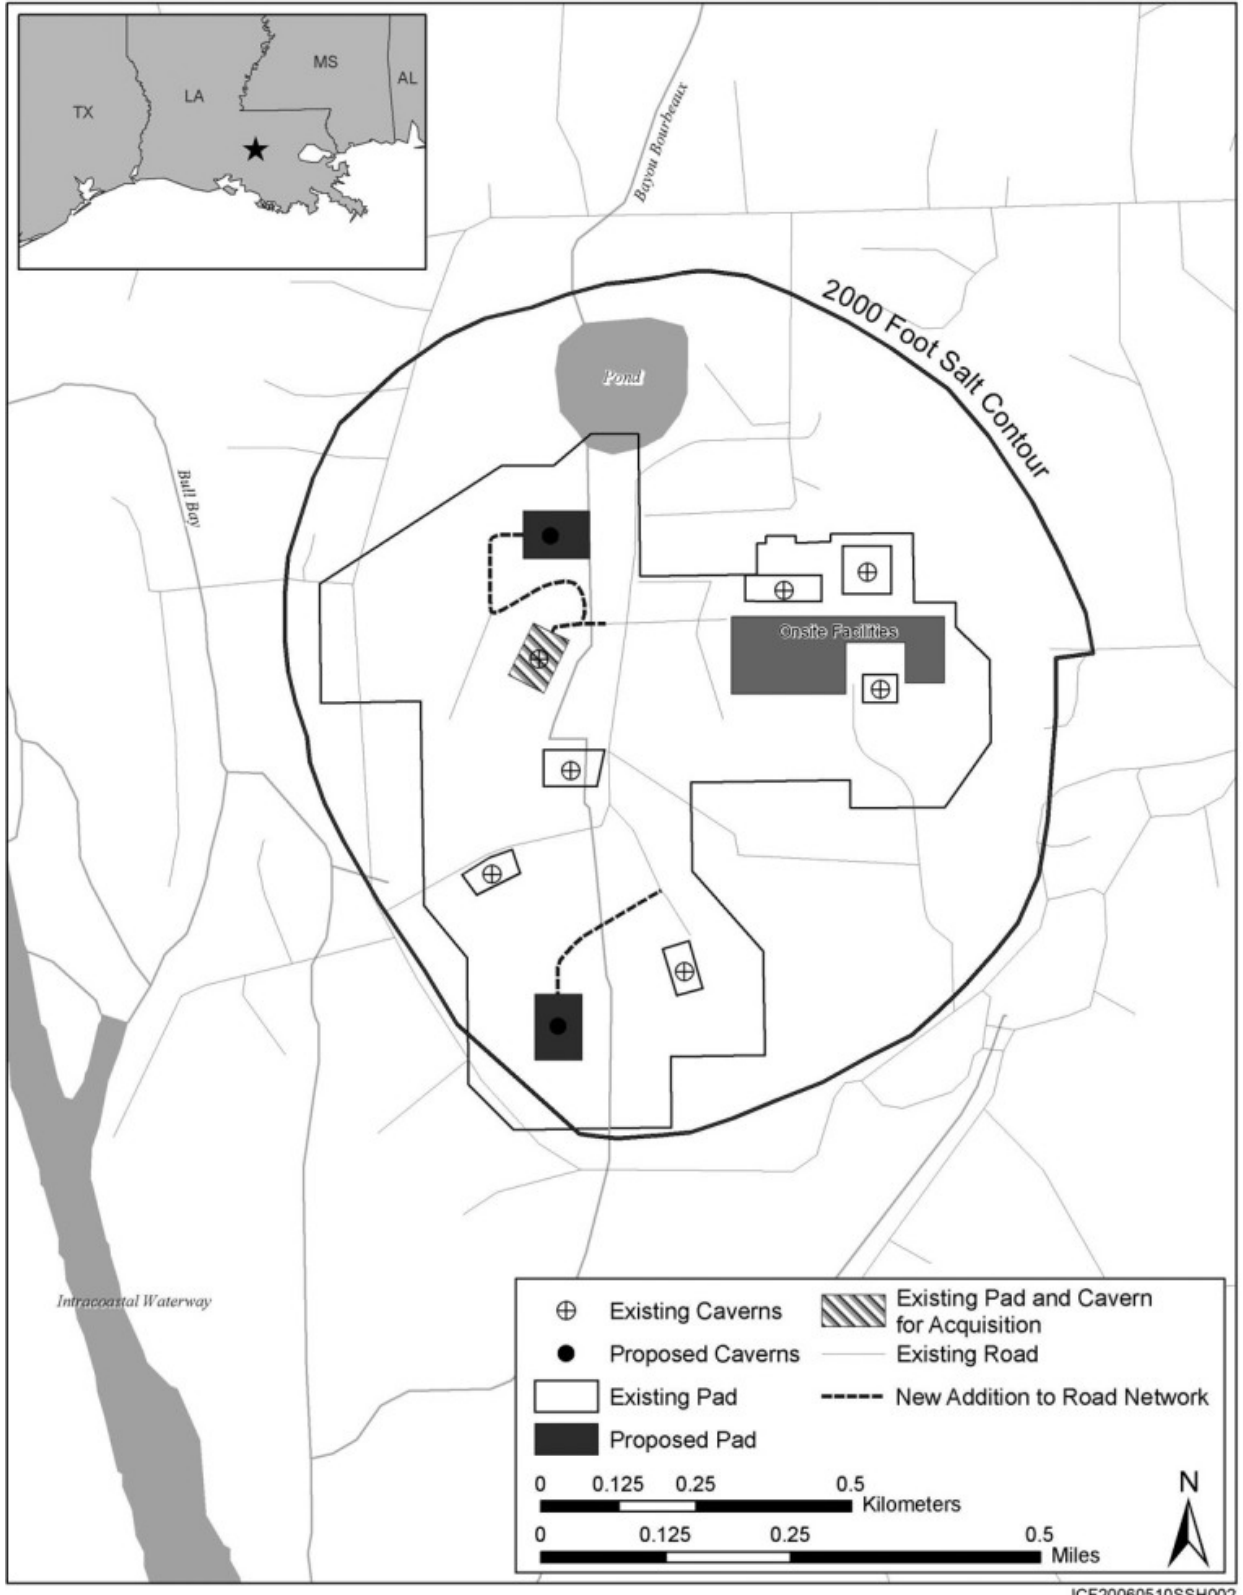 TX
LA
MS
AL
Bayou Bourbeaux
2000 Foot Salt Contour
Pond
Bull Bay
Onsite Facilities
Intracoastal Waterway
Existing Caverns
Proposed Caverns
Existing Pad
Proposed Pad
Existing Pad and Cavern
for Acquisition
Existing Road
New Addition to Road Network
0 0.125 0.25 0.5
Kilometers
0 0.125 0.25 0.5
Miles
N
ICF20060510SSH002